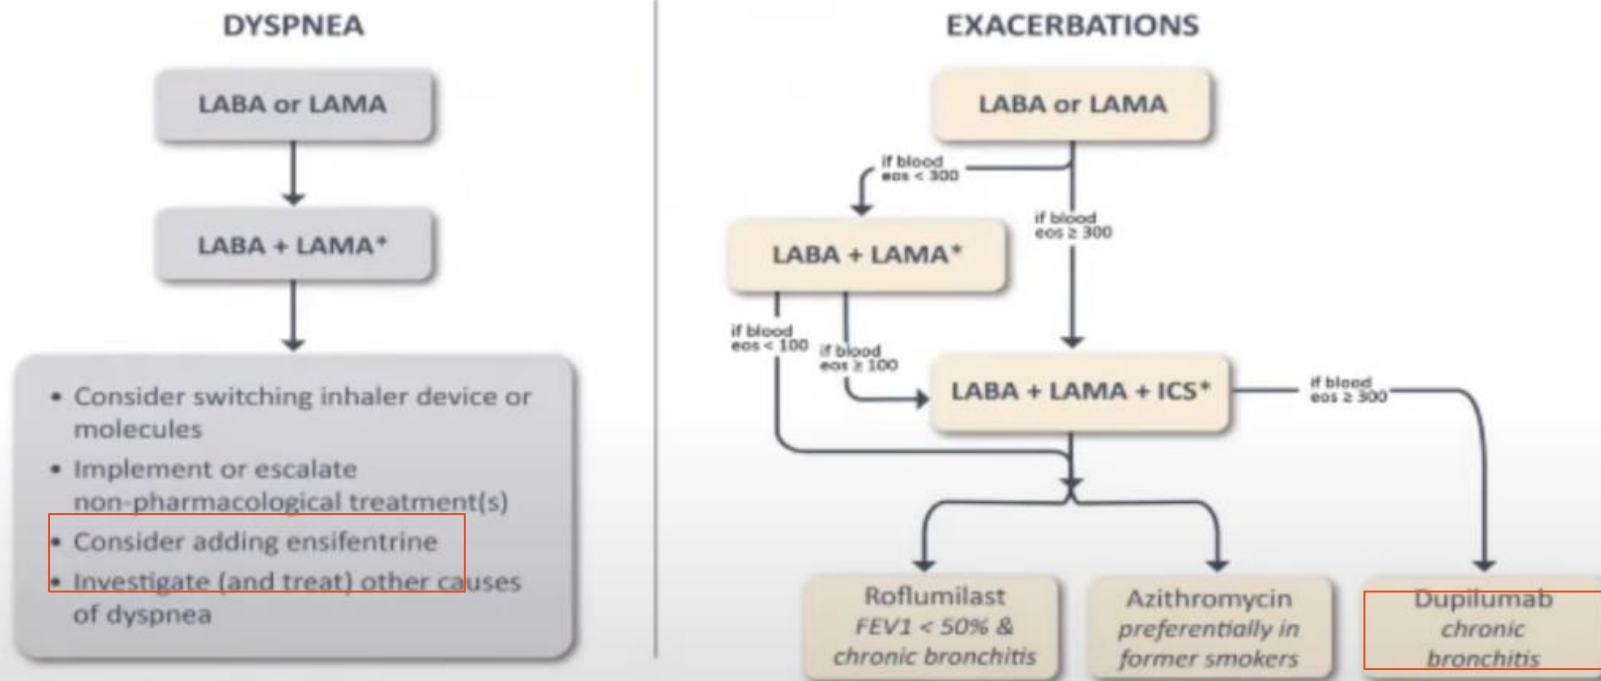 DYSPNEA
LABA or LAMA
LABA + LAMA*
• Consider switching inhaler device or
molecules
• Implement or escalate
non-pharmacological treatment(s)
• Consider adding ensifentrine
• Investigate (and treat) other causes
of dyspnea
EXACERBATIONS
LABA or LAMA
if blood
eos < 300
if blood
eos ≥ 300
LABA + LAMA*
if blood
eos < 100
if blood
eos ≥ 100
LABA + LAMA + ICS*
if blood
eos ≥ 300
Roflumilast
FEV1 < 50% &
chronic bronchitis
Azithromycin
preferentially in
former smokers
Dupilumab
chronic
bronchitis